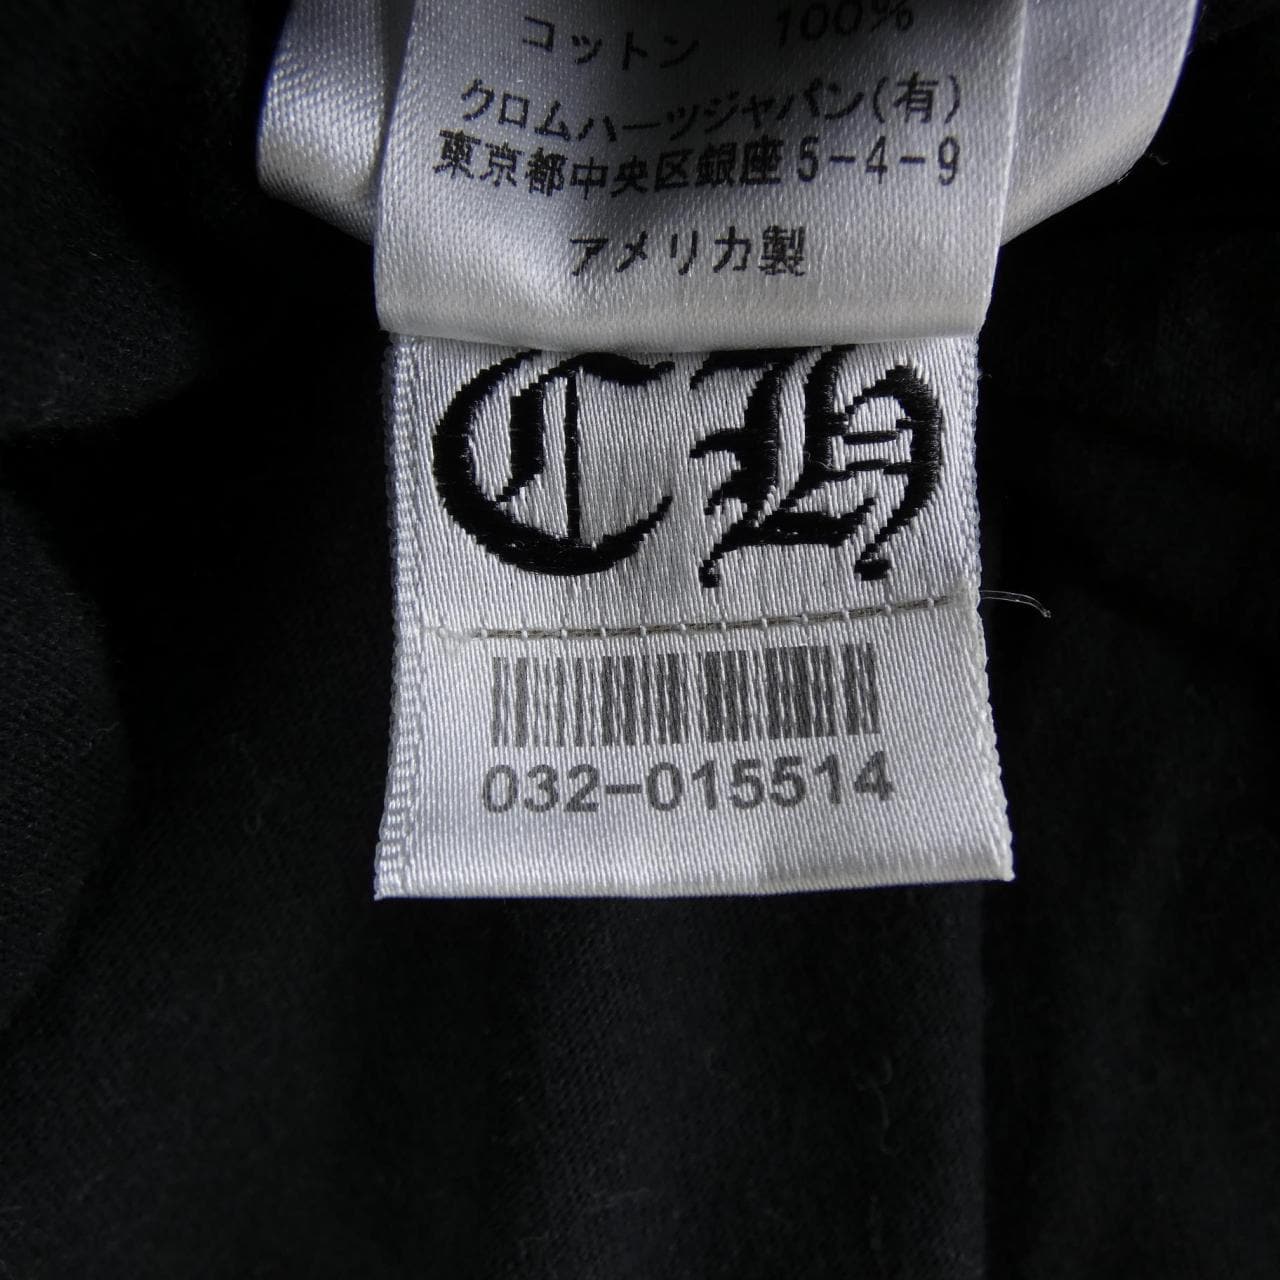 コットン 100%
クロムハーツジャパン(有)
東京都中央区銀座5-4-9
アメリカ製
CH
032-015514